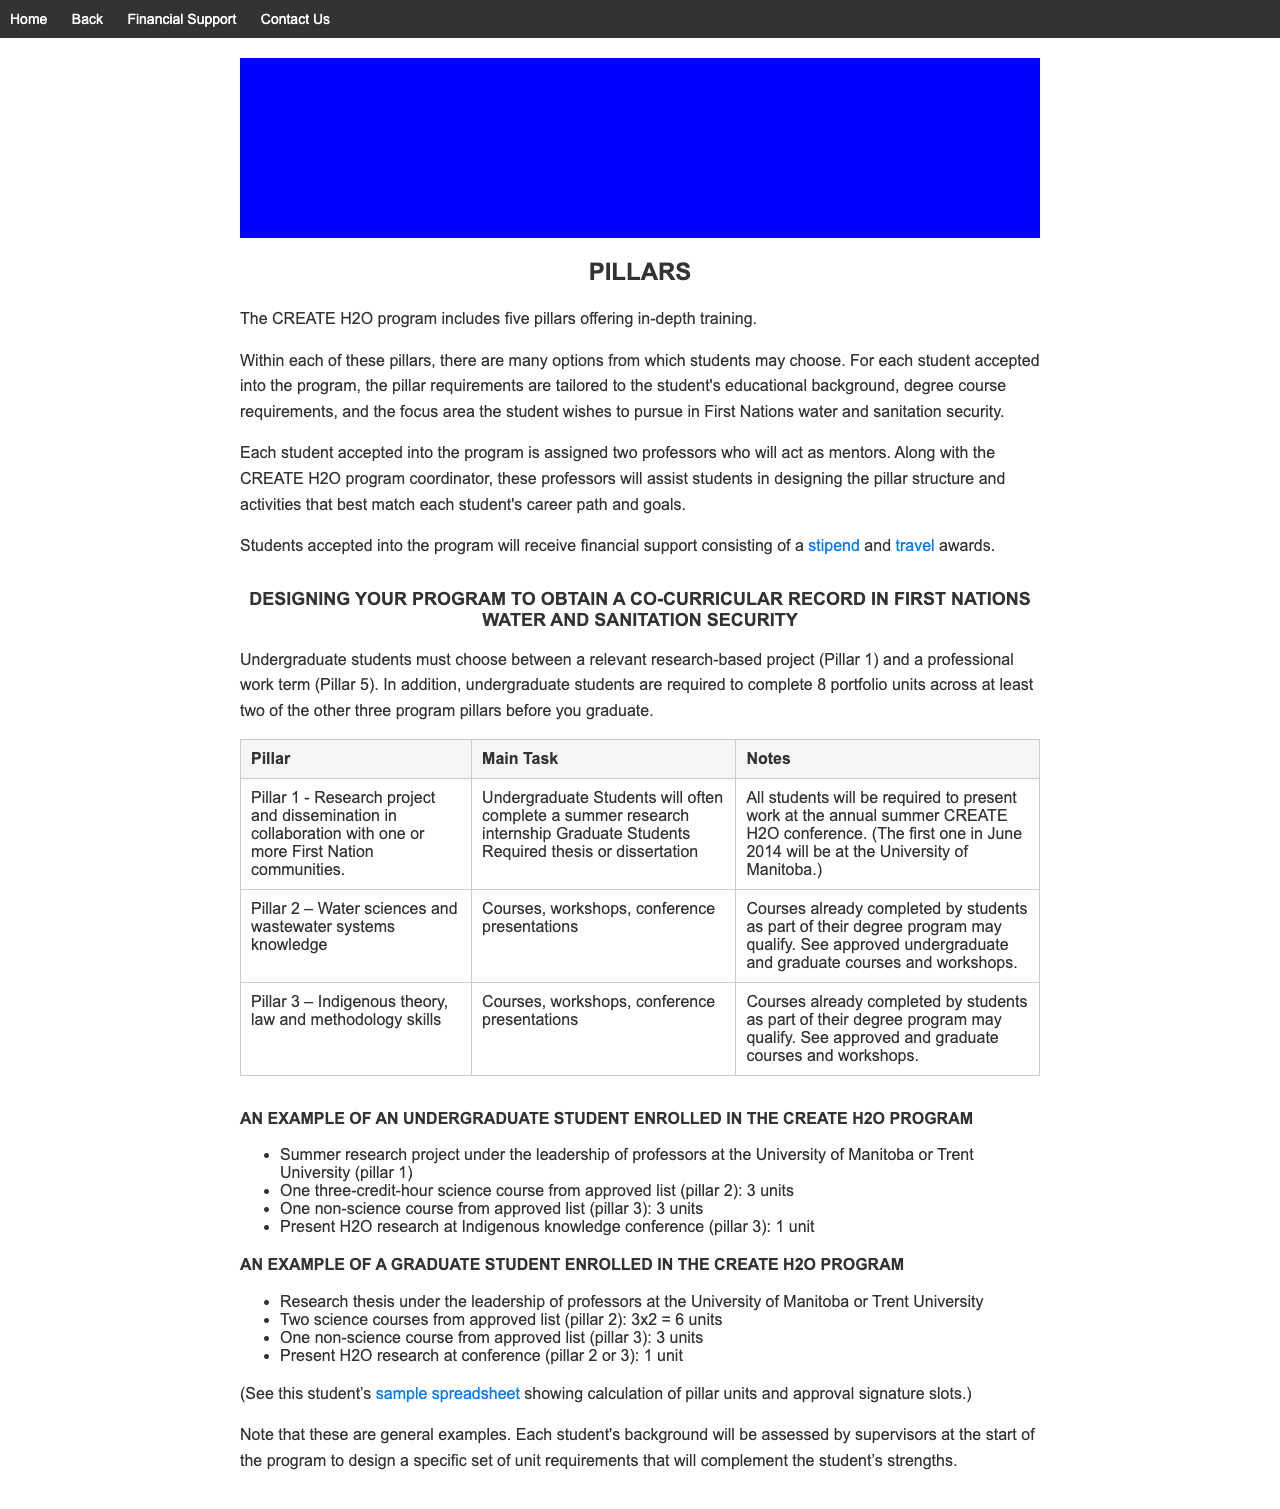 Home Back Financial Support Contact Us
PILLARS
The CREATE H2O program includes five pillars offering in-depth training.
Within each of these pillars, there are many options from which students may choose. For each student accepted
into the program, the pillar requirements are tailored to the student's educational background, degree course
requirements, and the focus area the student wishes to pursue in First Nations water and sanitation security.
Each student accepted into the program is assigned two professors who will act as mentors. Along with the
CREATE H2O program coordinator, these professors will assist students in designing the pillar structure and
activities that best match each student's career path and goals.
Students accepted into the program will receive financial support consisting of a stipend and travel awards.
DESIGNING YOUR PROGRAM TO OBTAIN A CO-CURRICULAR RECORD IN FIRST NATIONS
WATER AND SANITATION SECURITY
Undergraduate students must choose between a relevant research-based project (Pillar 1) and a professional
work term (Pillar 5). In addition, undergraduate students are required to complete 8 portfolio units across at least
two of the other three program pillars before you graduate.
Pillar
Main Task
Notes
Pillar 1 - Research project
and dissemination in
collaboration with one or
more First Nation
communities.
Undergraduate Students will often
complete a summer research
internship Graduate Students
Required thesis or dissertation
All students will be required to present
work at the annual summer CREATE
H2O conference. (The first one in June
2014 will be at the University of
Manitoba.)
Pillar 2 – Water sciences and
wastewater systems
knowledge
Courses, workshops, conference
presentations
Courses already completed by students
as part of their degree program may
qualify. See approved undergraduate
and graduate courses and workshops.
Pillar 3 – Indigenous theory,
law and methodology skills
Courses, workshops, conference
presentations
Courses already completed by students
as part of their degree program may
qualify. See approved and graduate
courses and workshops.
AN EXAMPLE OF AN UNDERGRADUATE STUDENT ENROLLED IN THE CREATE H2O PROGRAM
• Summer research project under the leadership of professors at the University of Manitoba or Trent
University (pillar 1)
• One three-credit-hour science course from approved list (pillar 2): 3 units
• One non-science course from approved list (pillar 3): 3 units
• Present H2O research at Indigenous knowledge conference (pillar 3): 1 unit
AN EXAMPLE OF A GRADUATE STUDENT ENROLLED IN THE CREATE H2O PROGRAM
• Research thesis under the leadership of professors at the University of Manitoba or Trent University
• Two science courses from approved list (pillar 2): 3x2 = 6 units
• One non-science course from approved list (pillar 3): 3 units
• Present H2O research at conference (pillar 2 or 3): 1 unit
(See this student’s sample spreadsheet showing calculation of pillar units and approval signature slots.)
Note that these are general examples. Each student's background will be assessed by supervisors at the start of
the program to design a specific set of unit requirements that will complement the student’s strengths.